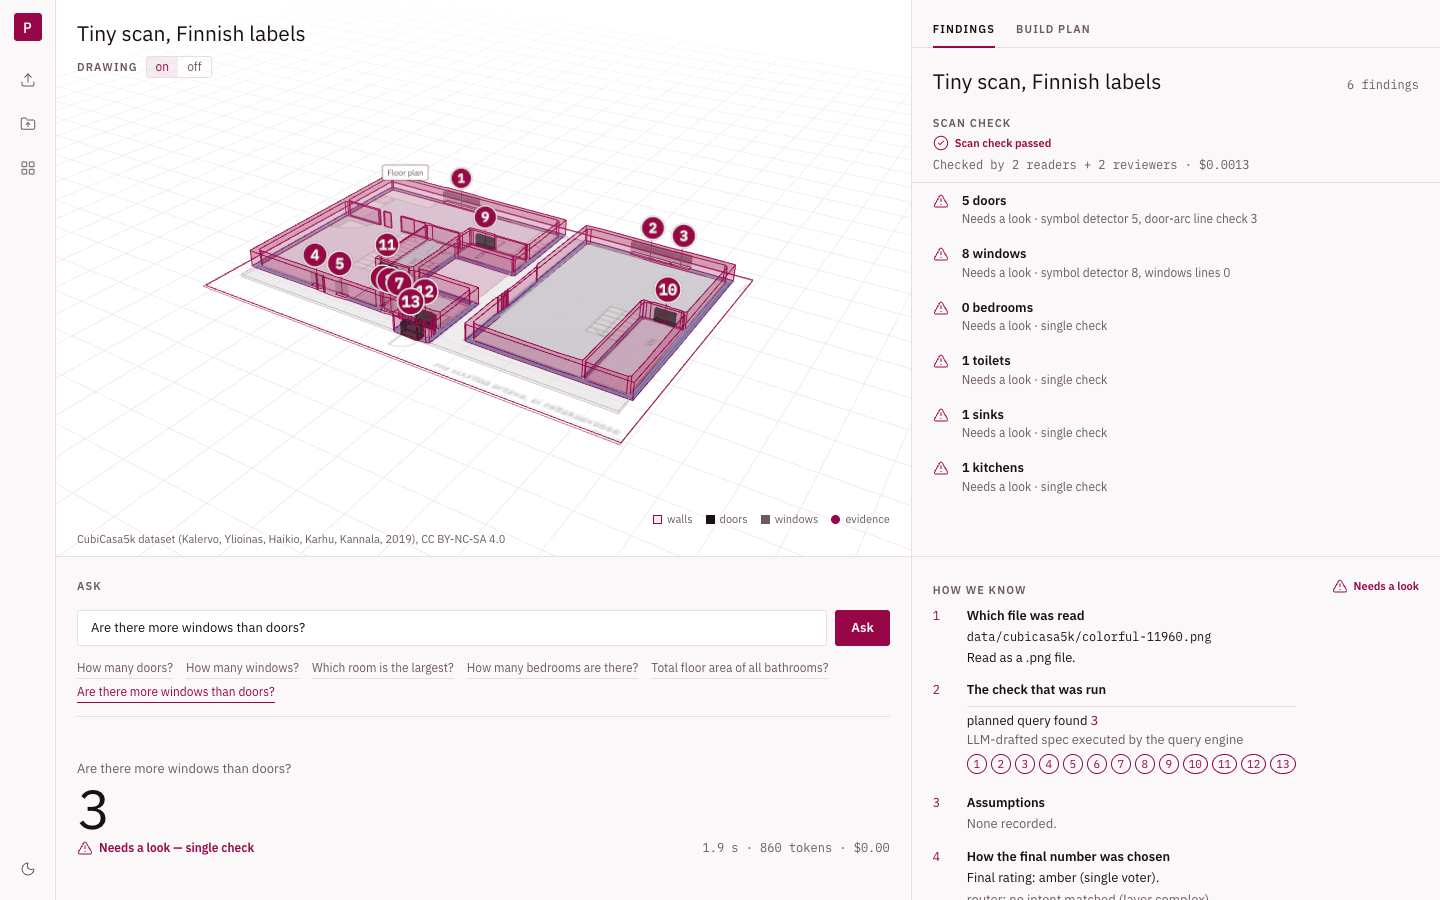 P
Tiny scan, Finnish labels
DRAWING on off
Floor plan
1
9
2
3
11
4
5
7
12
13
10
walls doors windows evidence
CubiCasa5k dataset (Kalervo, Ylioinas, Haikio, Karhu, Kannala, 2019), CC BY-NC-SA 4.0
ASK
Are there more windows than doors?
Ask
How many doors? How many windows? Which room is the largest? How many bedrooms are there? Total floor area of all bathrooms?
Are there more windows than doors?
Are there more windows than doors?
3
Needs a look — single check
1.9 s · 860 tokens · $0.00
FINDINGS BUILD PLAN
Tiny scan, Finnish labels
6 findings
SCAN CHECK
Scan check passed
Checked by 2 readers + 2 reviewers · $0.0013
5 doors
Needs a look · symbol detector 5, door-arc line check 3
8 windows
Needs a look · symbol detector 8, windows lines 0
0 bedrooms
Needs a look · single check
1 toilets
Needs a look · single check
1 sinks
Needs a look · single check
1 kitchens
Needs a look · single check
HOW WE KNOW
Needs a look
1 Which file was read
data/cubicasa5k/colorful-11960.png
Read as a .png file.
2 The check that was run
planned query found 3
LLM-drafted spec executed by the query engine
1 2 3 4 5 6 7 8 9 10 11 12 13
3 Assumptions
None recorded.
4 How the final number was chosen
Final rating: amber (single voter).
router: no intent matched (layer complex)